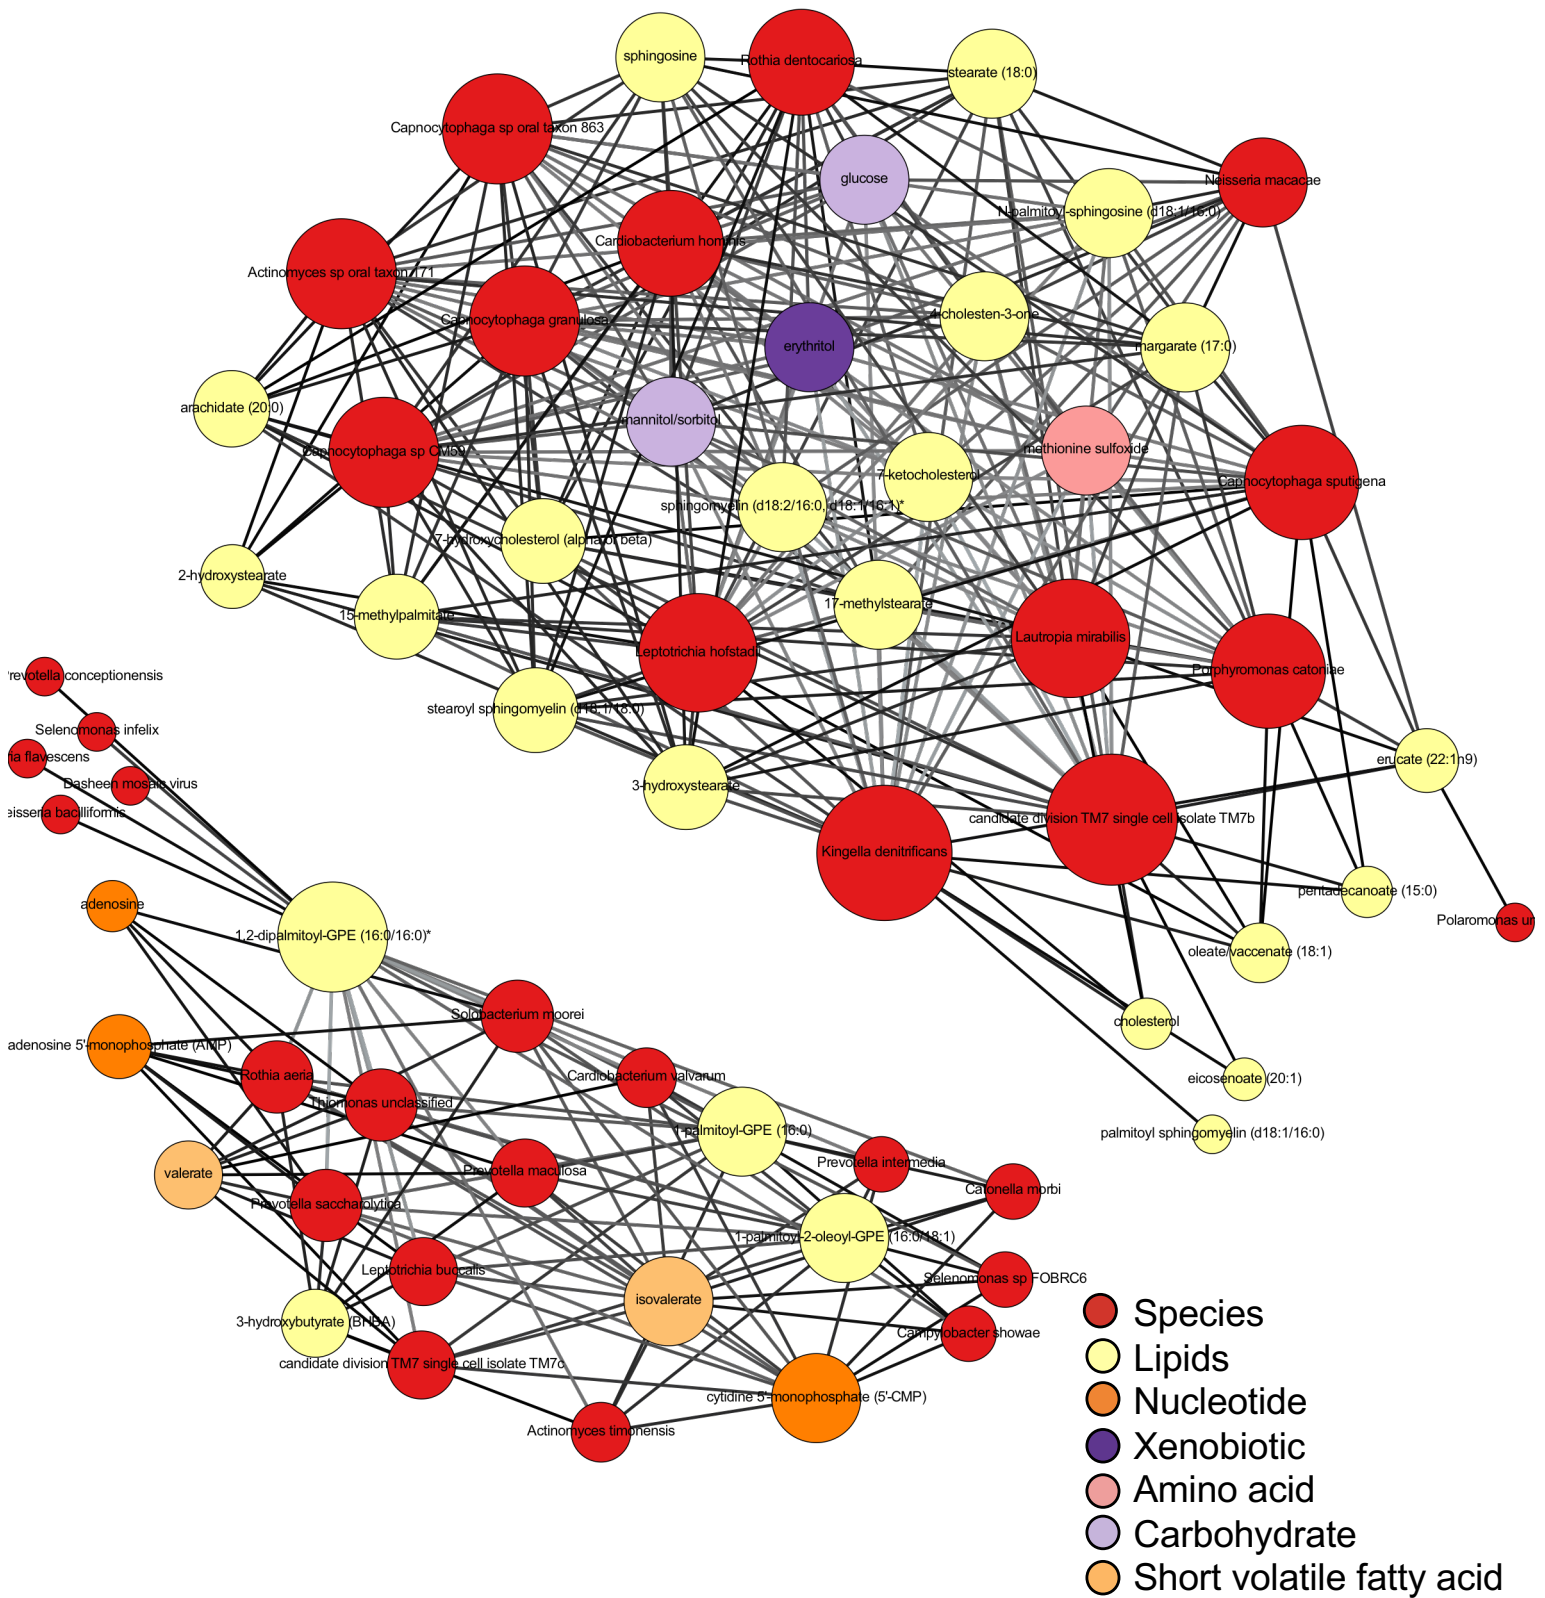 sphingosine
Rothia dentocariosa
stearate (18:0)
Capnocytophaga sp oral taxon 863
glucose
Neisseria macacae
N-palmitoyl-sphingosine (d18:1/16:0)
Cardiobacterium hominis
Actinomyces sp oral taxon 171
Capnocytophaga granulosa
4-cholesten-3-one
erythritol
margarate (17:0)
arachidate (20:0)
mannitol/sorbitol
Capnocytophaga sp CM59
methionine sulfoxide
7-ketocholesterol
Capnocytophaga sputigena
sphingomyelin (d18:2/16:0, d18:1/16:1)*
7-hydroxycholesterol (alpha or beta)
2-hydroxystearate
17-methylstearate
15-methylpalmitate
Lautropia mirabilis
Leptotrichia hofstadii
Porphyromonas catoniae
revotella conceptionensis
stearoyl sphingomyelin (d18:1/18:0)
Selenomonas infelix
ia flavescens
erucate (22:1n9)
Dasheen mosaic virus
3-hydroxystearate
eisseria bacilliformis
candidate division TM7 single cell isolate TM7b
Kingella denitrificans
pentadecanoate (15:0)
adenosine
Polaromonas ur
1,2-dipalmitoyl-GPE (16:0/16:0)*
oleate/vaccenate (18:1)
Solobacterium moorei
cholesterol
adenosine 5'-monophosphate (AMP)
Rothia aeria
Cardiobacterium valvarum
eicosenoate (20:1)
Thiomonas unclassified
1-palmitoyl-GPE (16:0)
palmitoyl sphingomyelin (d18:1/16:0)
Prevotella intermedia
valerate
Prevotella maculosa
Catonella morbi
Prevotella saccharolytica
1-palmitoyl-2-oleoyl-GPE (16:0/18:1)
Leptotrichia buccalis
Selenomonas sp FOBRC6
isovalerate
3-hydroxybutyrate (BHBA)
Campylobacter showae
candidate division TM7 single cell isolate TM7c
cytidine 5'-monophosphate (5'-CMP)
Actinomyces timonensis
Species
Lipids
Nucleotide
Xenobiotic
Amino acid
Carbohydrate
Short volatile fatty acid